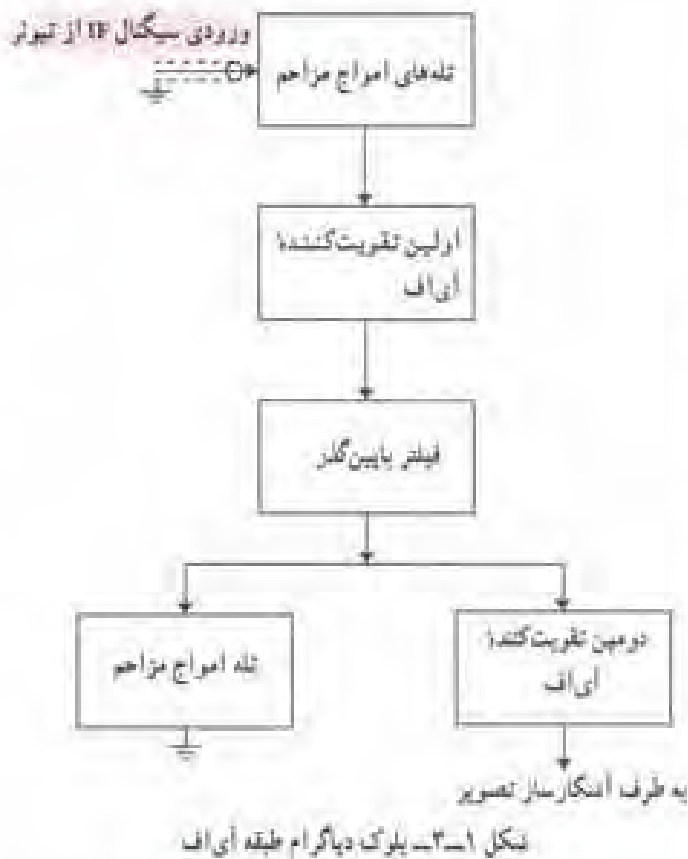 ورودی سیگنال IF از تیونر
تله‌های امواج مزاحم
اولین تقویت‌کنندهٔ
آی‌اف
فیلتر پایین‌گذر
تله امواج مزاحم
دومین تقویت‌کنندهٔ
آی‌اف
به طرف آشکارساز تصویر
شکل ۱ــ۳ــ بلوک دیاگرام طبقه آی‌اف